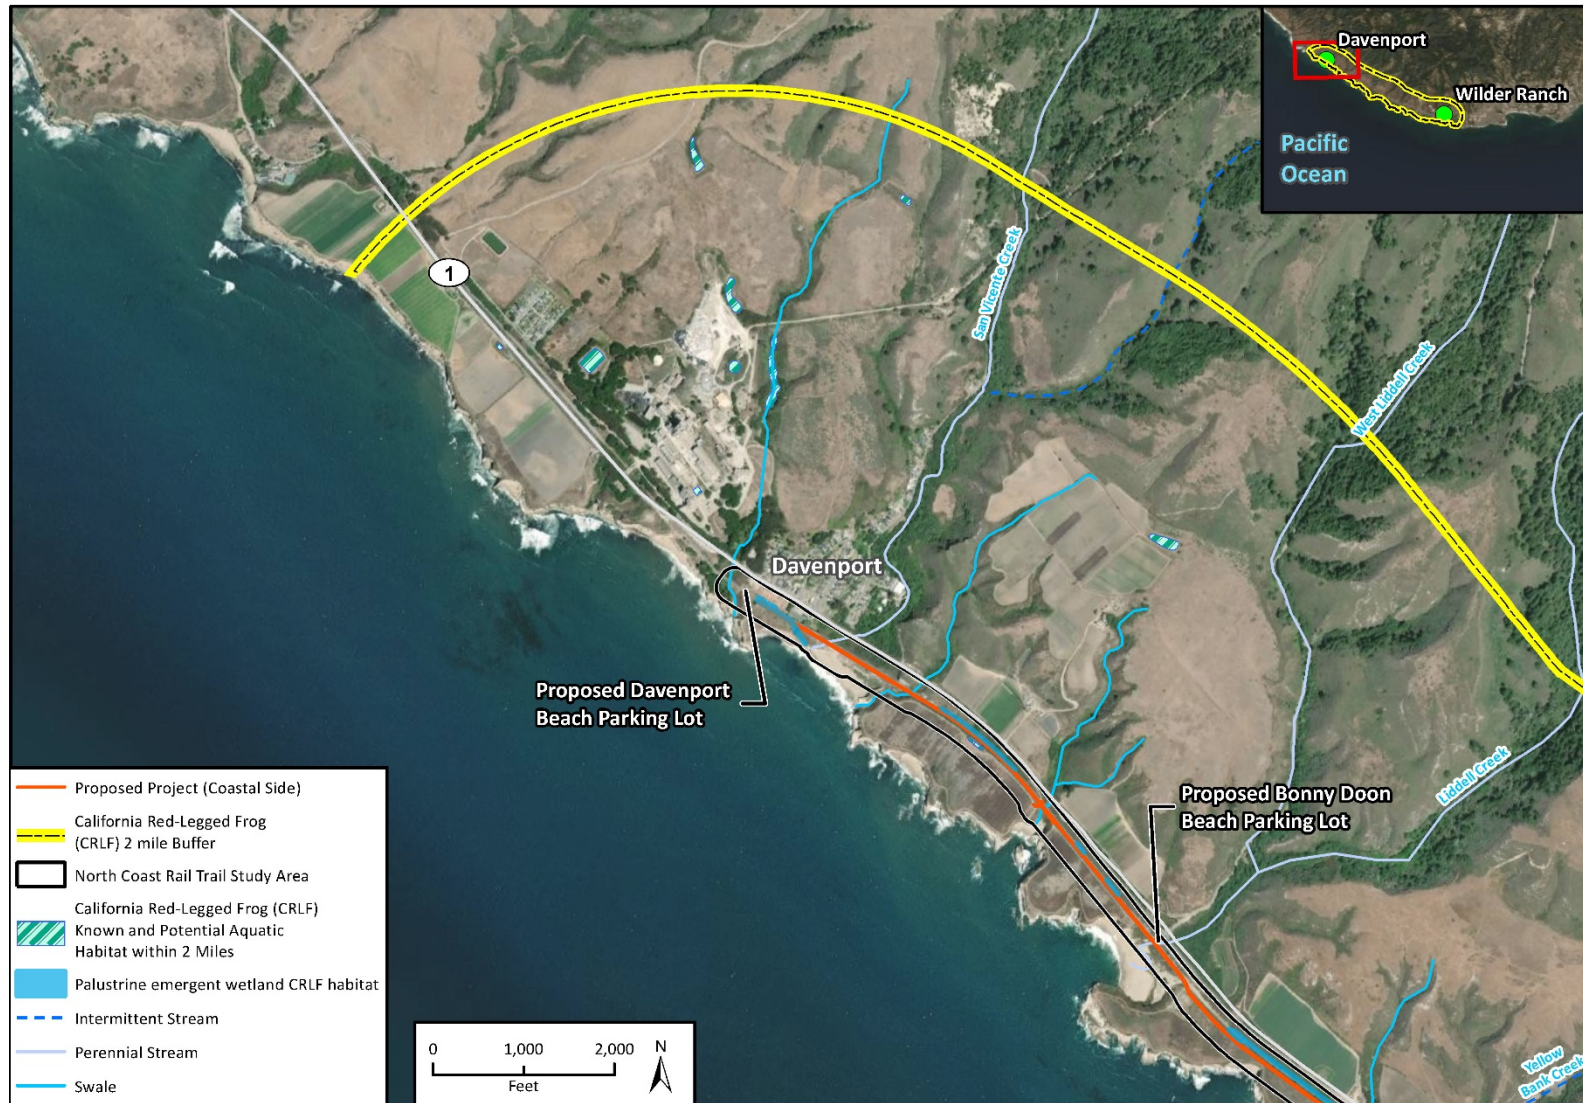 Davenport
Wilder Ranch
Pacific
Ocean
1
San Vicente Creek
West Liddell Creek
Davenport
Proposed Davenport
Beach Parking Lot
Proposed Bonny Doon
Beach Parking Lot
Liddell Creek
Yellow
Bank Creek
Proposed Project (Coastal Side)
California Red-Legged Frog
(CRLF) 2 mile Buffer
North Coast Rail Trail Study Area
California Red-Legged Frog (CRLF)
Known and Potential Aquatic
Habitat within 2 Miles
Palustrine emergent wetland CRLF habitat
Intermittent Stream
Perennial Stream
Swale
0 1,000 2,000
Feet
N